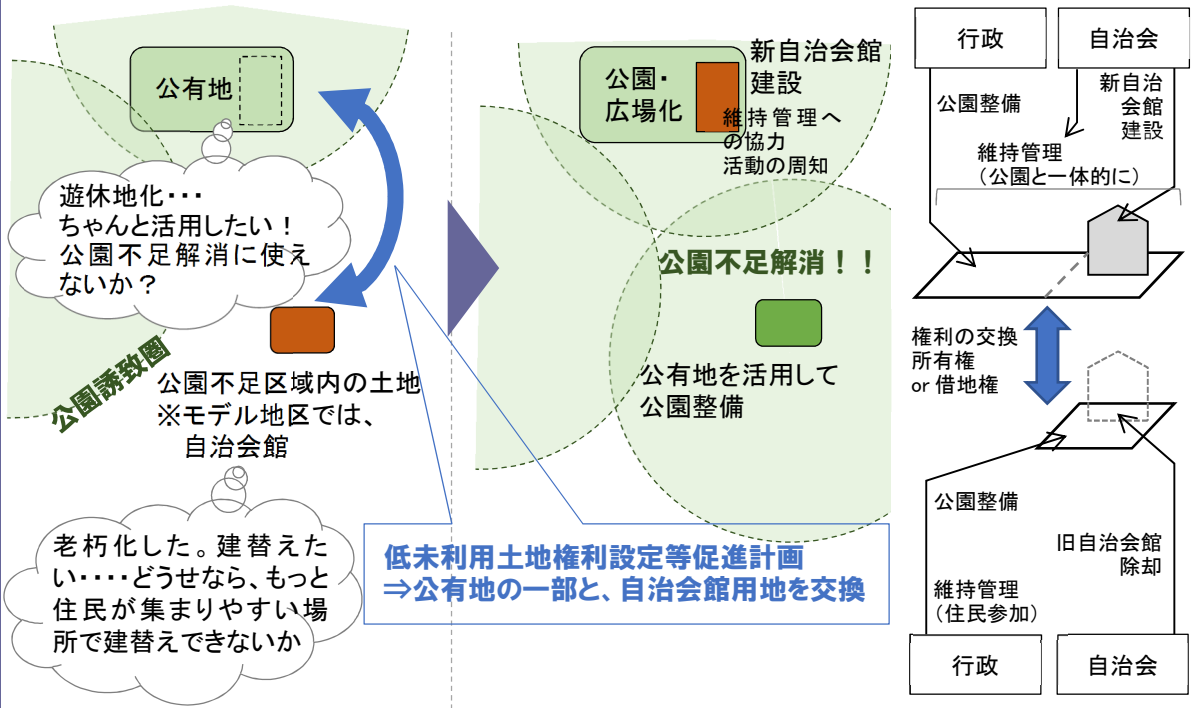 公有地
遊休地化・・・
ちゃんと活用したい！
公園不足解消に使え
ないか？
公園誘致圏
公園不足区域内の土地
※モデル地区では、
自治会館
老朽化した。建替えた
い・・・・どうせなら、もっと
住民が集まりやすい場
所で建替えできないか
公園・
広場化
新自治会館
建設
維持管理へ
の協力
活動の周知
公園不足解消！！
公有地を活用して
公園整備
低未利用土地権利設定等促進計画
⇒公有地の一部と、自治会館用地を交換
行政
自治会
公園整備
新自治
会館
建設
維持管理
（公園と一体的に）
権利の交換
所有権
or 借地権
公園整備
旧自治会館
除却
維持管理
（住民参加）
行政
自治会